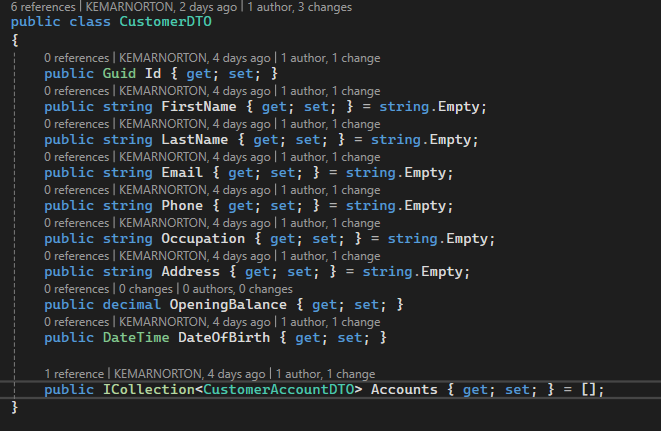 6 references | KEMARNORTON, 2 days ago | 1 author, 3 changes
public class CustomerDTO
{
0 references | KEMARNORTON, 4 days ago | 1 author, 1 change
public Guid Id { get; set; }
0 references | KEMARNORTON, 4 days ago | 1 author, 1 change
public string FirstName { get; set; } = string.Empty;
0 references | KEMARNORTON, 4 days ago | 1 author, 1 change
public string LastName { get; set; } = string.Empty;
0 references | KEMARNORTON, 4 days ago | 1 author, 1 change
public string Email { get; set; } = string.Empty;
0 references | KEMARNORTON, 4 days ago | 1 author, 1 change
public string Phone { get; set; } = string.Empty;
0 references | KEMARNORTON, 4 days ago | 1 author, 1 change
public string Occupation { get; set; } = string.Empty;
0 references | KEMARNORTON, 4 days ago | 1 author, 1 change
public string Address { get; set; } = string.Empty;
0 references | 0 changes | 0 authors, 0 changes
public decimal OpeningBalance { get; set; }
0 references | KEMARNORTON, 4 days ago | 1 author, 1 change
public DateTime DateOfBirth { get; set; }
1 reference | KEMARNORTON, 4 days ago | 1 author, 1 change
public ICollection<CustomerAccountDTO> Accounts { get; set; } = [];
}